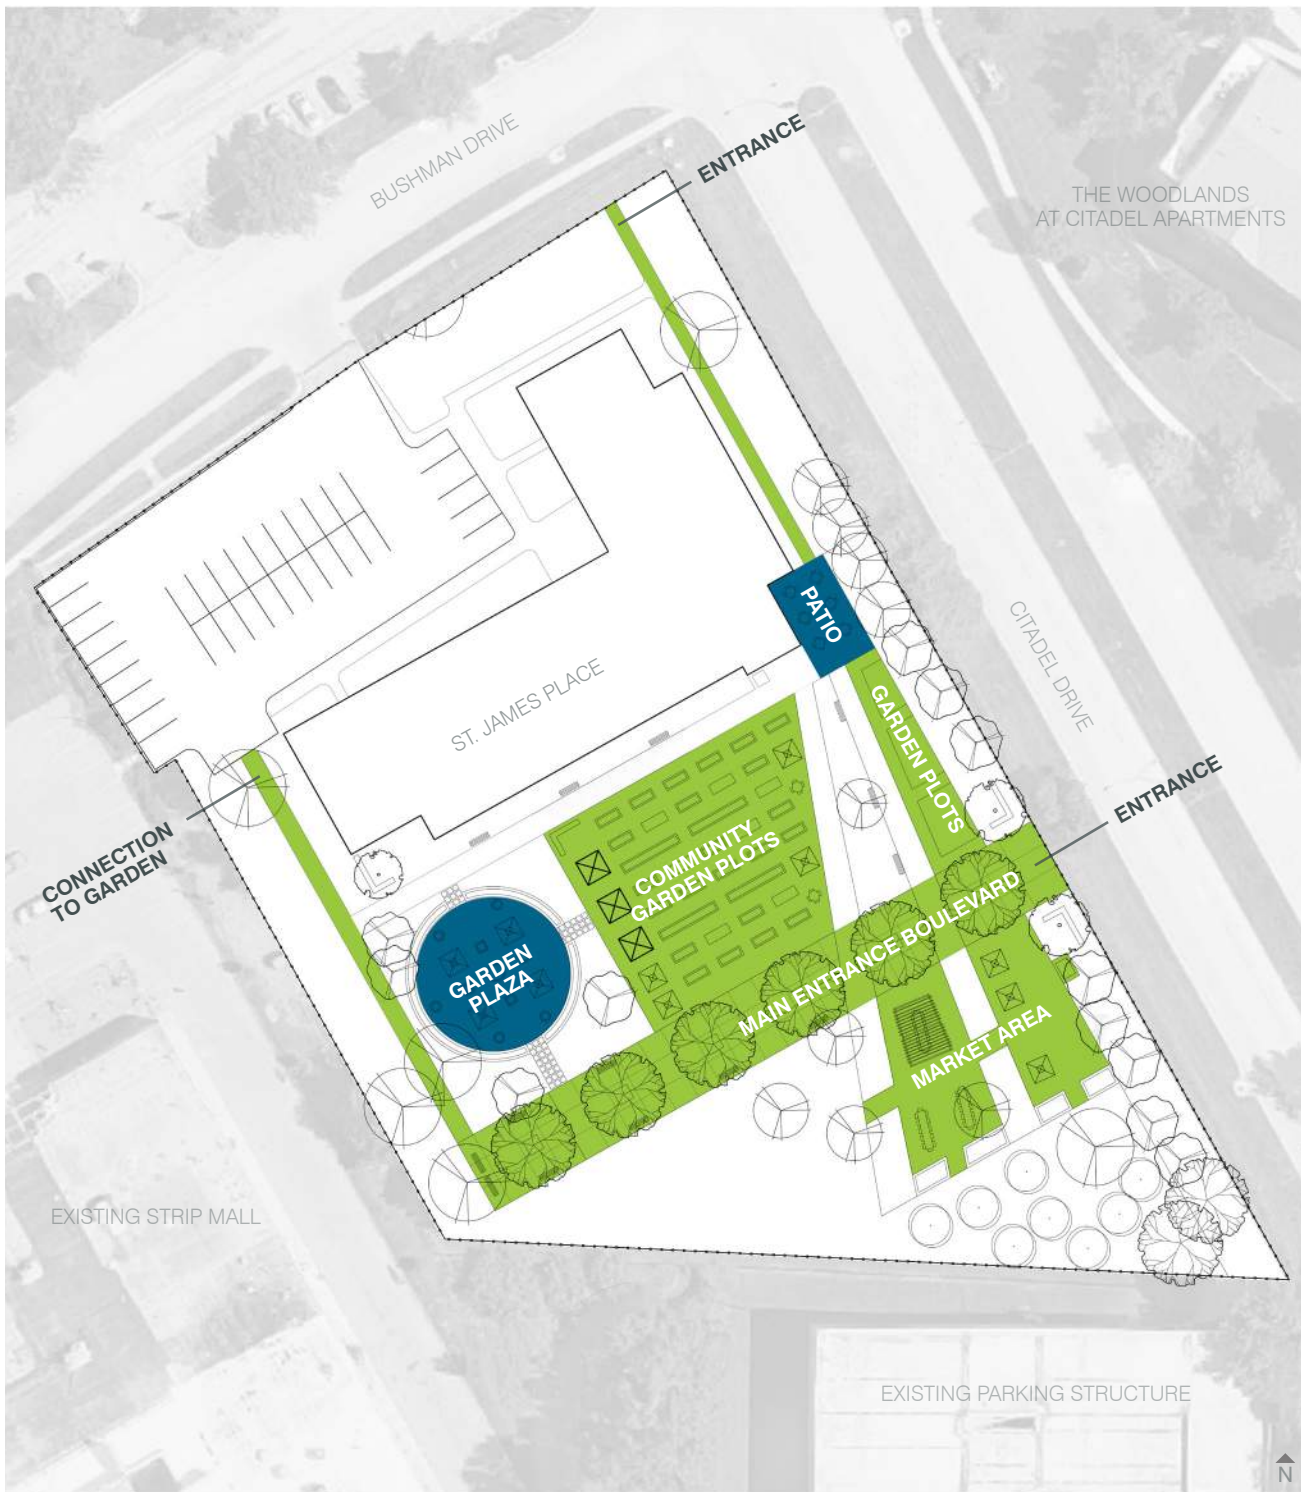 BUSHMAN DRIVE
ENTRANCE
THE WOODLANDS
AT CITADEL APARTMENTS
PATIO
CITADEL DRIVE
ST. JAMES PLACE
GARDEN PLOTS
ENTRANCE
CONNECTION
TO GARDEN
COMMUNITY
GARDEN PLOTS
GARDEN
PLAZA
MAIN ENTRANCE BOULEVARD
MARKET AREA
EXISTING STRIP MALL
EXISTING PARKING STRUCTURE
N